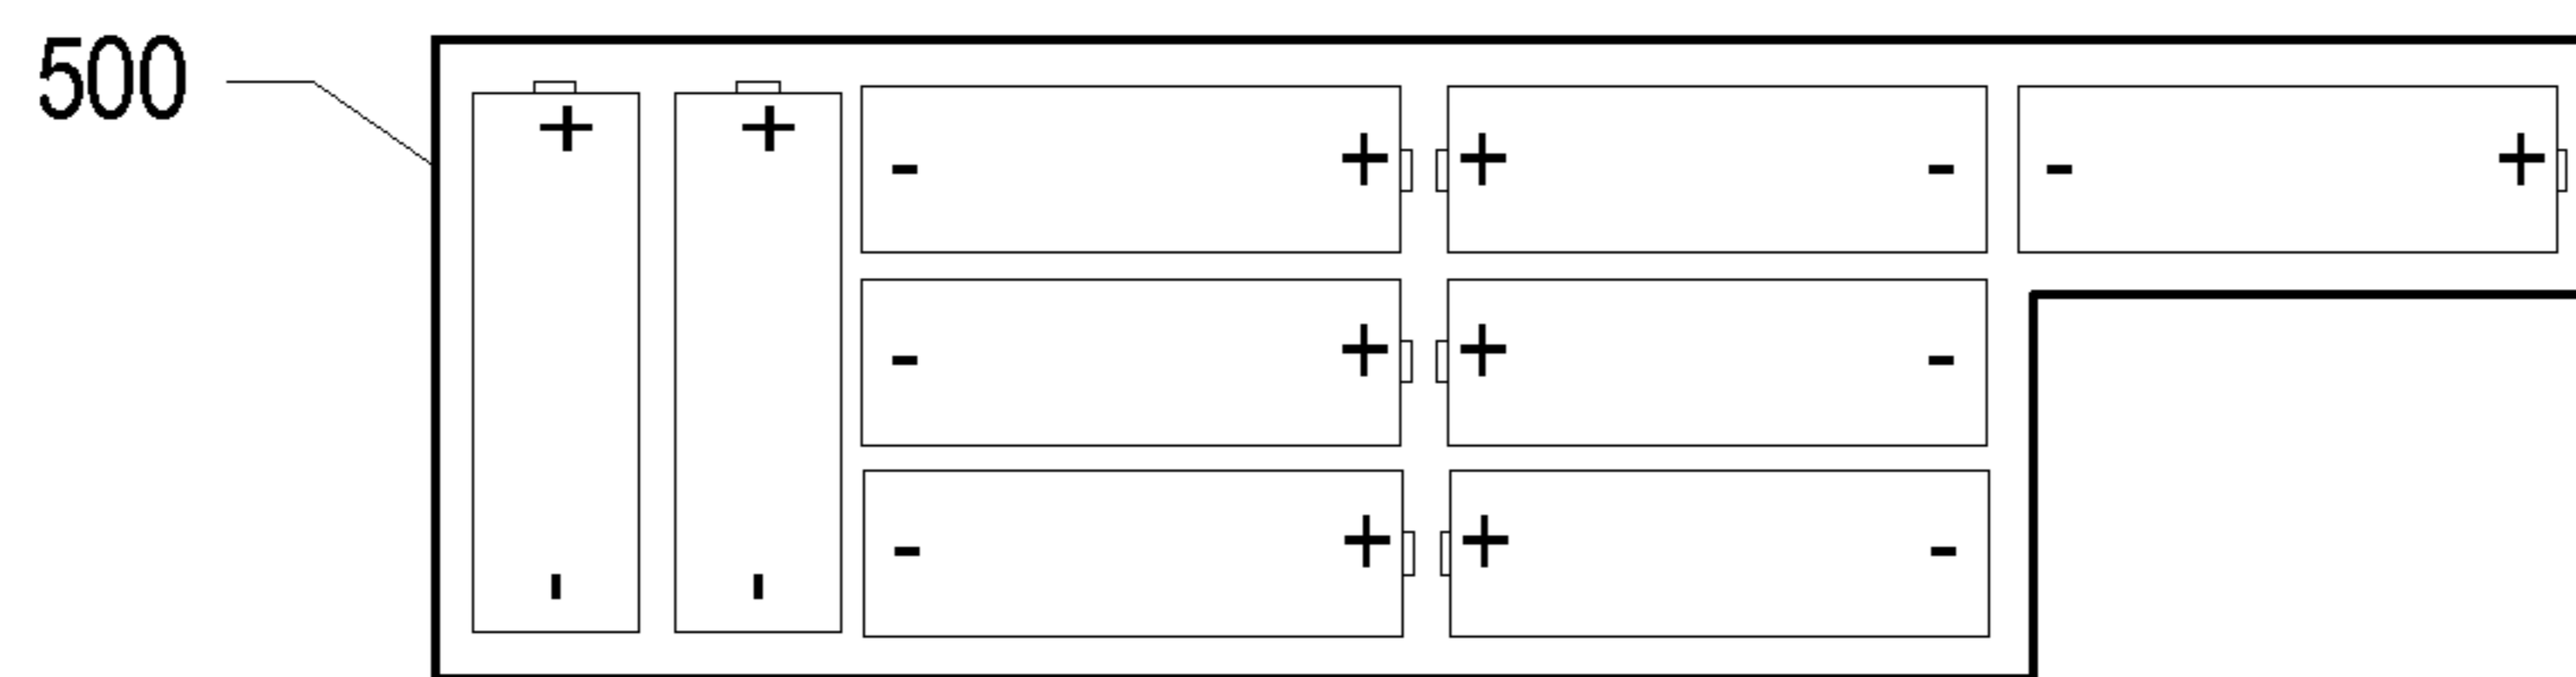 500
+ +
- + + - - +
- + + -
- + + -
- -